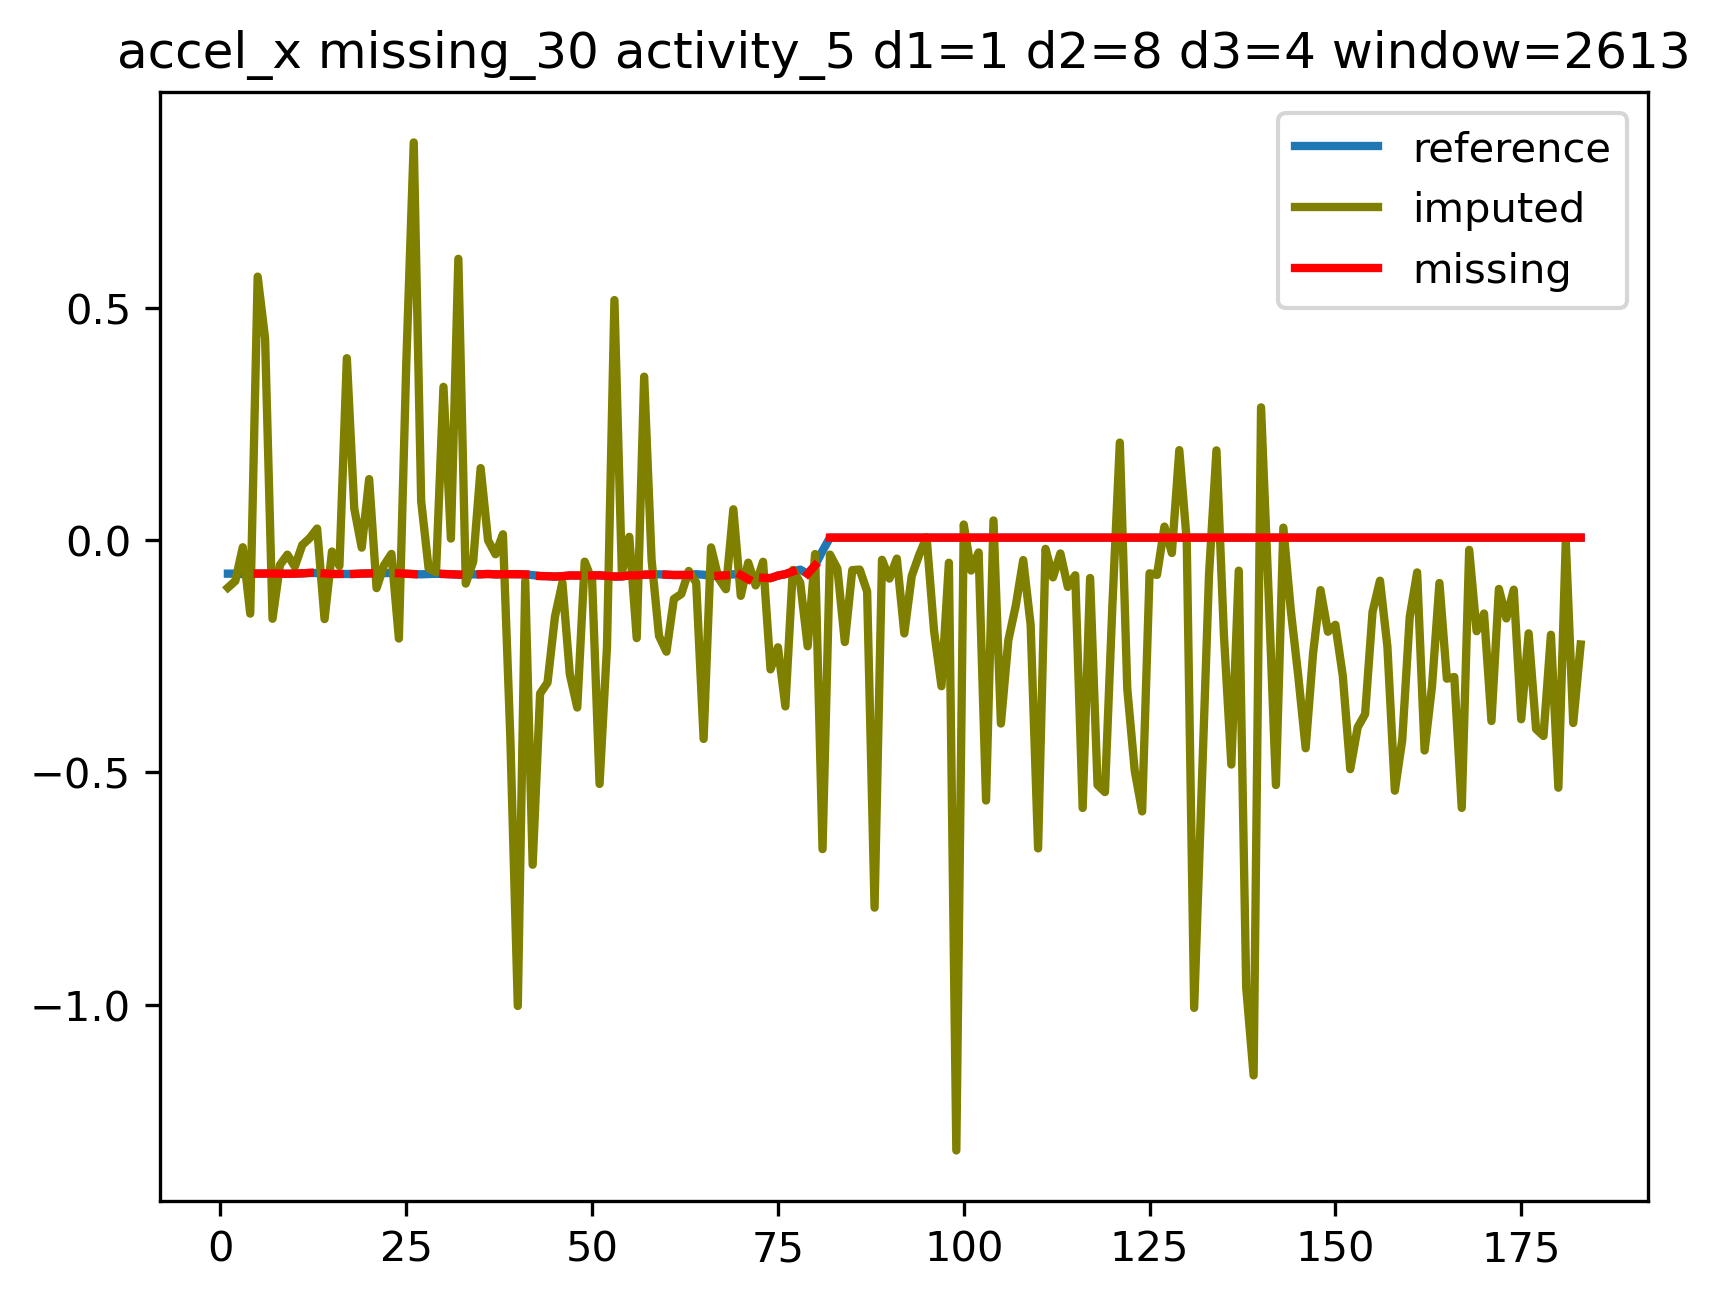 accel_x missing_30 activity_5 d1=1 d2=8 d3=4 window=2613
reference
imputed
missing
0.5
0.0
−0.5
−1.0
0 25 50 75 100 125 150 175